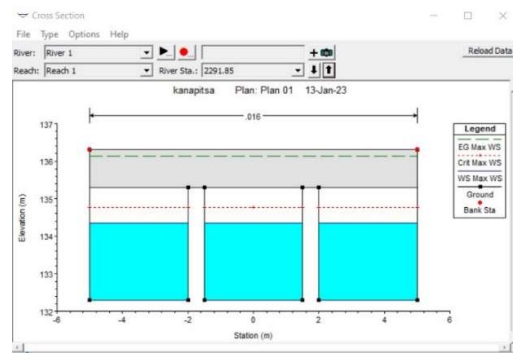 Cross Section
File Type Options Help
River: River 1
Reload Data
Reach: Reach 1 River Sta.: 2291.85
kanapitsa Plan: Plan 01 13-Jan-23
.016
Legend
EG Max WS
Crit Max WS
WS Max WS
Ground
Bank Sta
137
136
135
134
133
132
Elevation (m)
-6 -4 -2 0 2 4 6
Station (m)